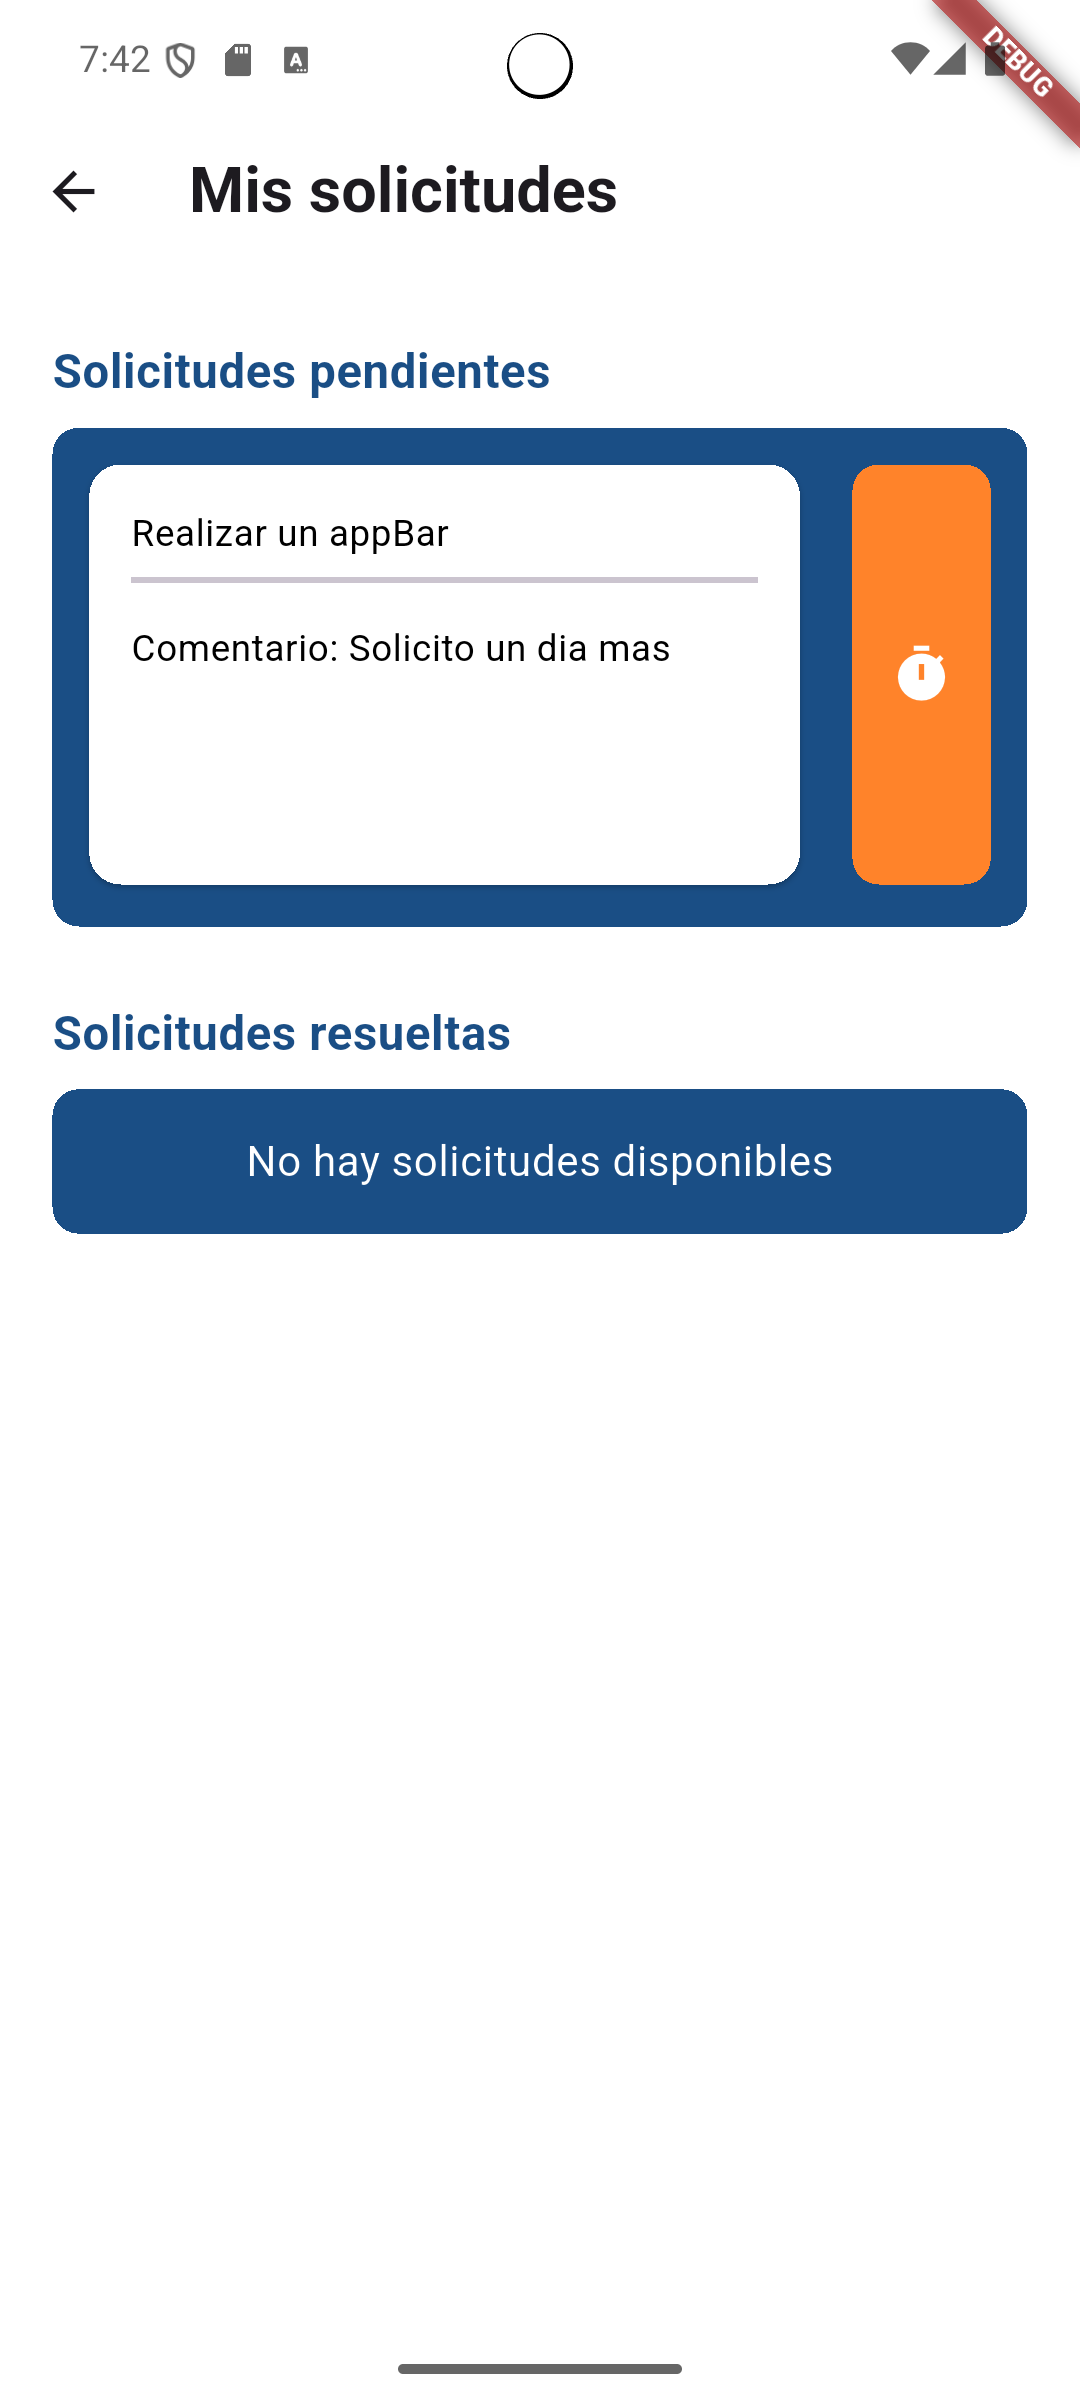 7:42
DEBUG
Mis solicitudes
Solicitudes pendientes
Realizar un appBar
Comentario: Solicito un dia mas
Solicitudes resueltas
No hay solicitudes disponibles